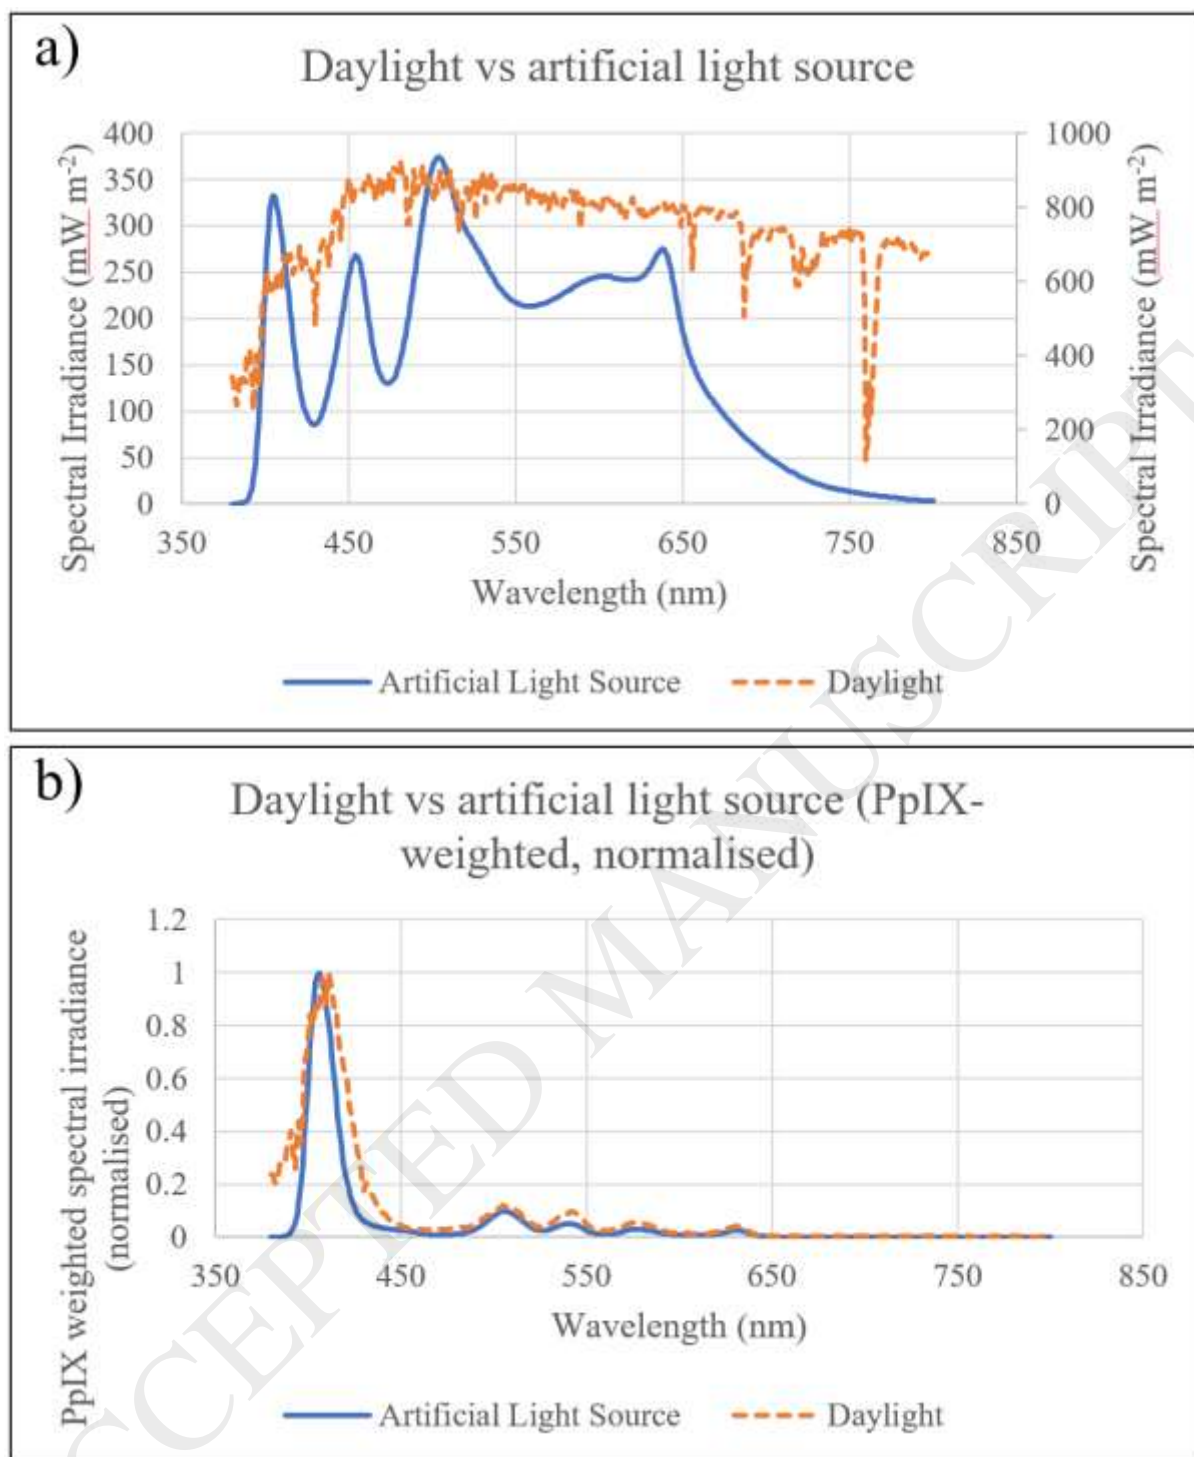 a)
Daylight vs artificial light source
400
350
300
250
200
150
100
50
0
Spectral Irradiance (mW m-2)
1000
800
600
400
200
0
Spectral Irradiance (mW m-2)
350 450 550 650 750 850
Wavelength (nm)
Artificial Light Source Daylight
b)
Daylight vs artificial light source (PpIX-
weighted, normalised)
1.2
1
0.8
0.6
0.4
0.2
0
PpIX weighted spectral irradiance
(normalised)
350 450 550 650 750 850
Wavelength (nm)
Artificial Light Source Daylight
CCEPTED MANUSCRIPT